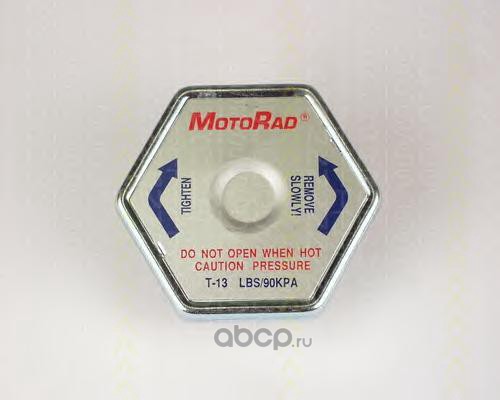 MOTORAD®
TIGHTEN
REMOVE
SLOWLY!
DO NOT OPEN WHEN HOT
CAUTION PRESSURE
T-13 LBS/90KPA
abcp.ru